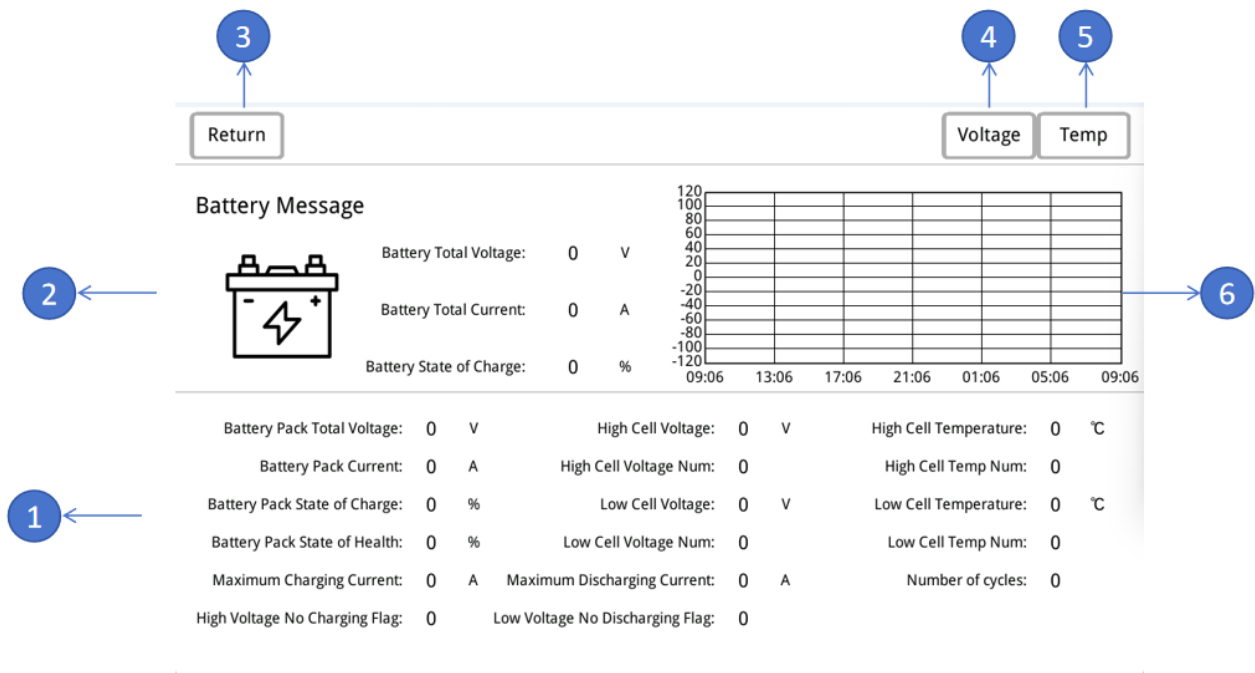 3
4
5
Return
Voltage
Temp
Battery Message
Battery Total Voltage: 0 V
Battery Total Current: 0 A
Battery State of Charge: 0 %
- +
120
100
80
60
40
20
0
-20
-40
-60
-80
-100
-120
09:06 13:06 17:06 21:06 01:06 05:06 09:06
2
6
Battery Pack Total Voltage: 0 V High Cell Voltage: 0 V High Cell Temperature: 0 ℃
Battery Pack Current: 0 A High Cell Voltage Num: 0 High Cell Temp Num: 0
Battery Pack State of Charge: 0 % Low Cell Voltage: 0 V Low Cell Temperature: 0 ℃
Battery Pack State of Health: 0 % Low Cell Voltage Num: 0 Low Cell Temp Num: 0
Maximum Charging Current: 0 A Maximum Discharging Current: 0 A Number of cycles: 0
High Voltage No Charging Flag: 0 Low Voltage No Discharging Flag: 0
1